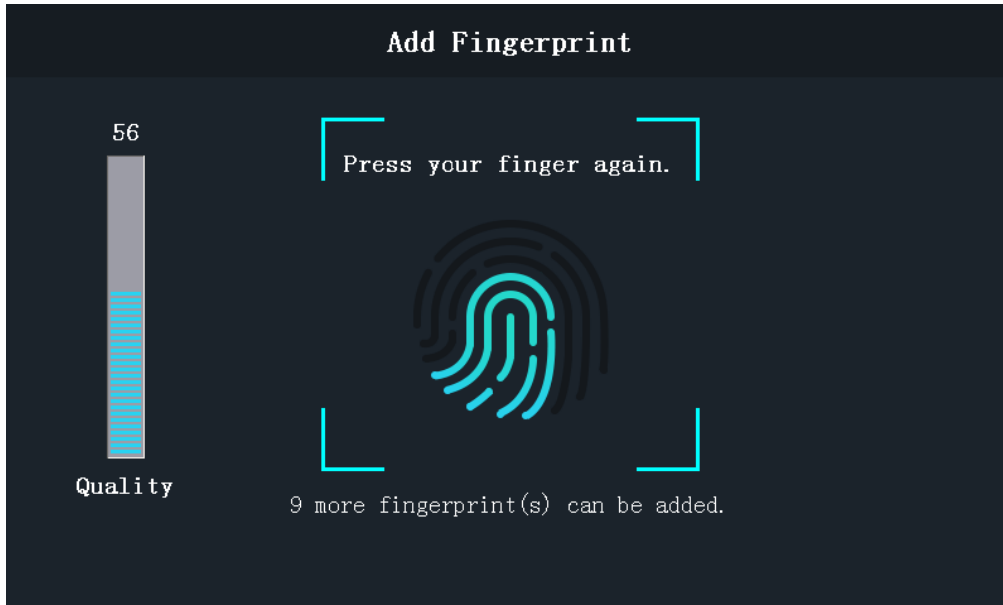 Add Fingerprint
56
Press your finger again.
Quality
9 more fingerprint(s) can be added.